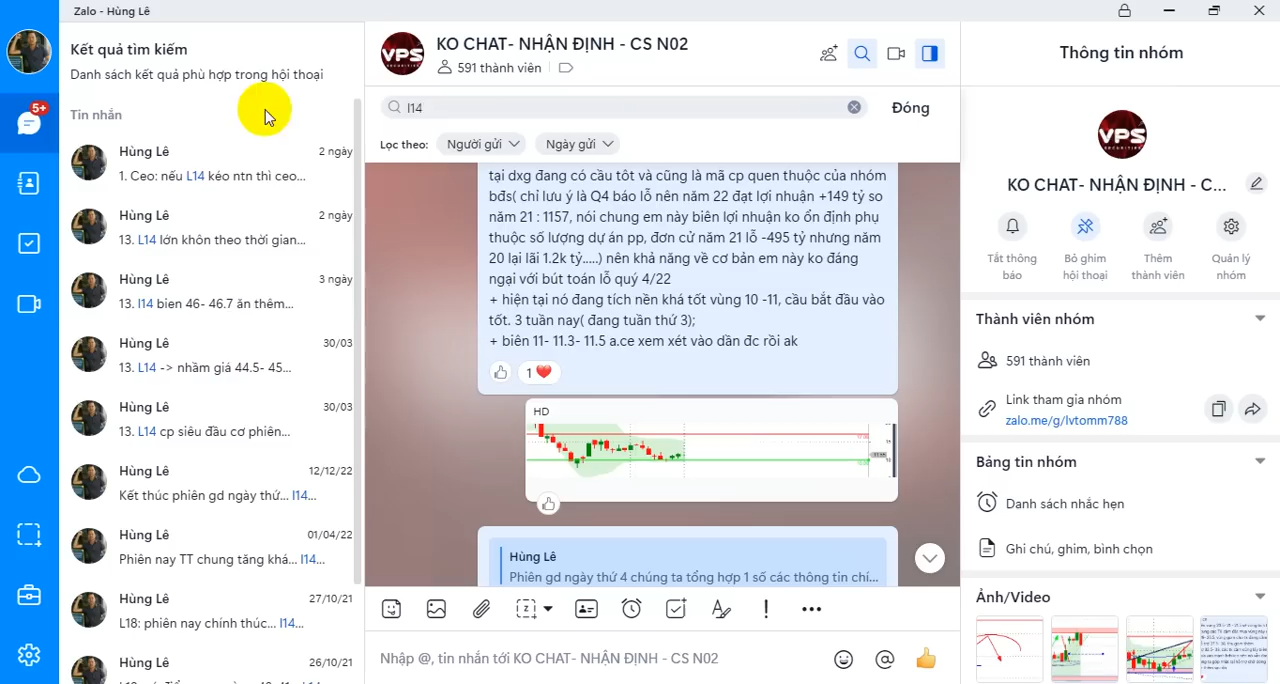 Zalo - Hùng Lê
5+
Kết quả tìm kiếm
Danh sách kết quả phù hợp trong hội thoại
Tin nhắn
Hùng Lê
2 ngày
1. Ceo: nếu L14 kéo ntn thì ceo...
Hùng Lê
2 ngày
13. L14 lớn khôn theo thời gian...
Hùng Lê
3 ngày
13. l14 bien 46- 46.7 ăn thêm...
Hùng Lê
30/03
13. L14 -> nhầm giá 44.5- 45...
Hùng Lê
30/03
13. L14 cp siêu đầu cơ phiên...
Hùng Lê
12/12/22
Kết thúc phiên gd ngày thứ... l14...
Hùng Lê
01/04/22
Phiên nay TT chung tăng khá... l14...
Hùng Lê
27/10/21
L18: phiên nay chính thúc... l14...
Hùng Lê
26/10/21
VPS
KO CHAT- NHẬN ĐỊNH - CS N02
591 thành viên
l14
Đóng
Lọc theo:
Người gửi
Ngày gửi
tại dxg đang có cầu tôt và cũng là mã cp quen thuộc của nhóm
bđs( chỉ lưu ý là Q4 báo lỗ nên năm 22 đạt lợi nhuận +149 tỷ so
năm 21 : 1157, nói chung em này biên lợi nhuận ko ổn định phụ
thuộc số lượng dự án pp, đơn cử năm 21 lỗ -495 tỷ nhưng năm
20 lại lãi 1.2k tỷ.....) nên khả năng về cơ bản em này ko đáng
ngại với bút toán lỗ quý 4/22
+ hiện tại nó đang tích nền khá tốt vùng 10 -11, cầu bắt đầu vào
tốt. 3 tuần nay( đang tuần thứ 3);
+ biên 11- 11.3- 11.5 a.ce xem xét vào dần đc rồi ak
1
HD
Hùng Lê
Phiên gd ngày thứ 4 chúng ta tổng hợp 1 số các thông tin chí...
Nhập @, tin nhắn tới KO CHAT- NHẬN ĐỊNH - CS N02
Thông tin nhóm
VPS
SECURITIES
KO CHAT- NHẬN ĐỊNH - C...
Tắt thông
báo
Bỏ ghim
hội thoại
Thêm
thành viên
Quản lý
nhóm
Thành viên nhóm
591 thành viên
Link tham gia nhóm
zalo.me/g/lvtomm788
Bảng tin nhóm
Danh sách nhắc hẹn
Ghi chú, ghim, bình chọn
Ảnh/Video